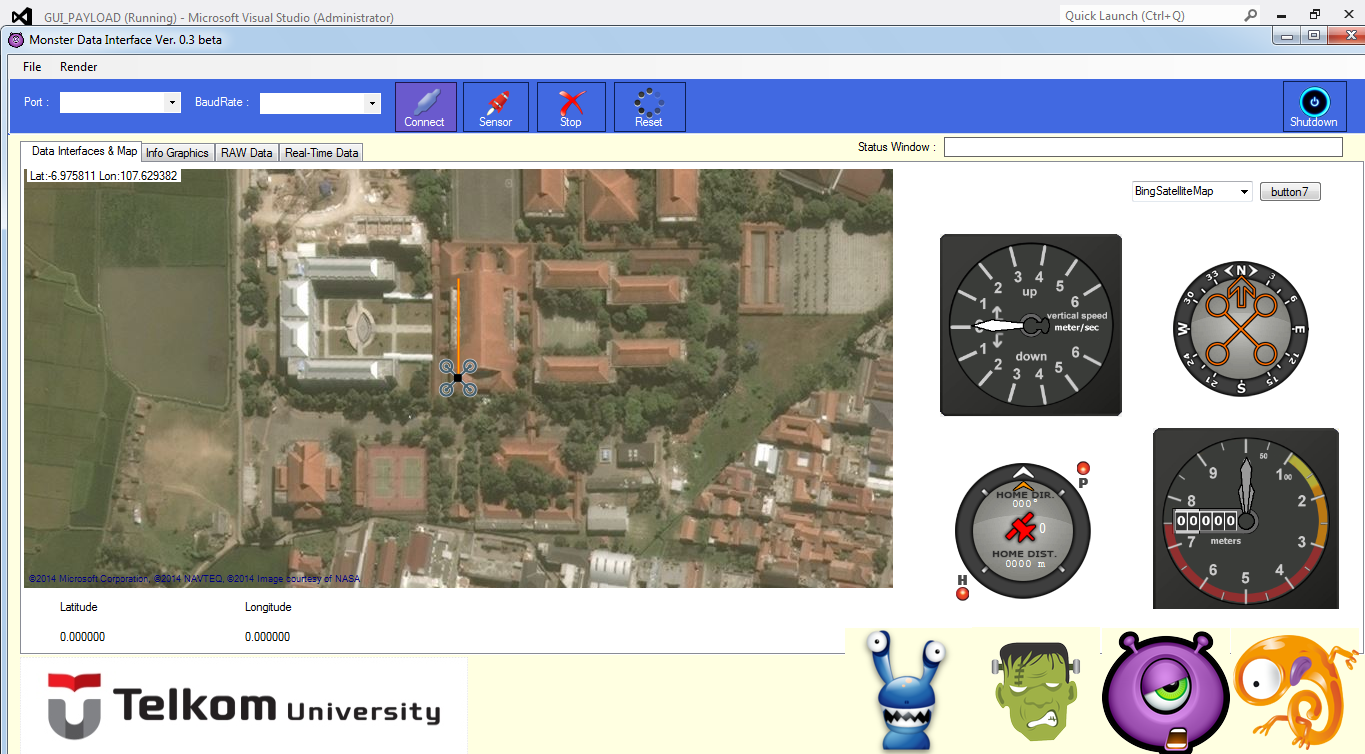 GUI_PAYLOAD (Running) - Microsoft Visual Studio (Administrator)
Quick Launch (Ctrl+Q)
Monster Data Interface Ver. 0.3 beta
File Render
Port : BaudRate : Connect Sensor Stop Reset Shutdown
Data Interfaces & Map Info Graphics RAW Data Real-Time Data
Status Window :
Lat:-6.975811 Lon:107.629382
BingSatelliteMap button7
1 2 3 4 5 6
up
vertical speed
meter/sec
0
down
1 2 3 4 5 6
N 3 6 E 12 15 S 21 24 W 30 33
HOME DIR.
000°
0
HOME DIST.
0000 m
P
H
50
100
9 1 2 3 4 5 6 7 8
00000
meters
©2014 Microsoft Corporation, ©2014 NAVTEQ, ©2014 Image courtesy of NASA
Latitude Longitude
0.000000 0.000000
Telkom University